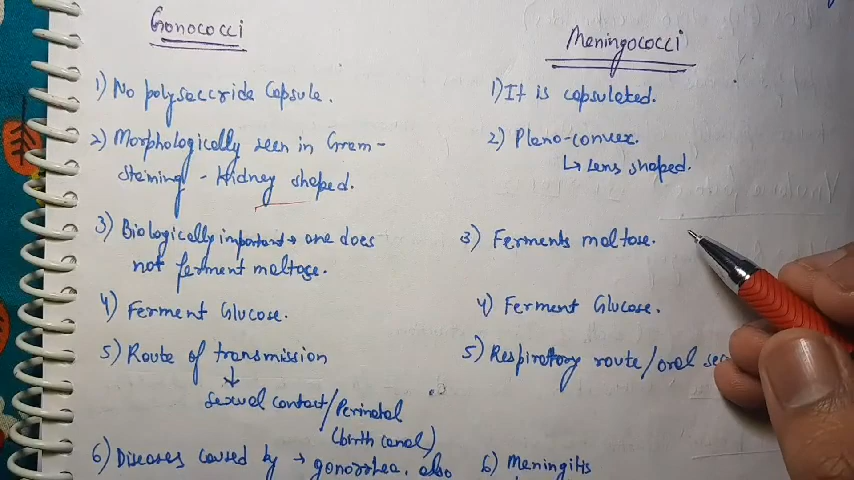 Gonococci
1) No polysaccride Capsule.
2) Morphologically seen in Gram-
Staining - Kidney shaped.
3) Biologically important → one does
not ferment maltose.
4) Ferment Glucose.
5) Route of transmission
↓
Sexual contact/Perinatal
(birth canal)
6) Diseases caused by → gonorrhea, also
Meningococci
1) It is capsulated.
2) Plano-convex.
↳ Lens shaped.
3) Ferments maltose.
4) Ferment Glucose.
5) Respiratory route/oral
6) Meningitis